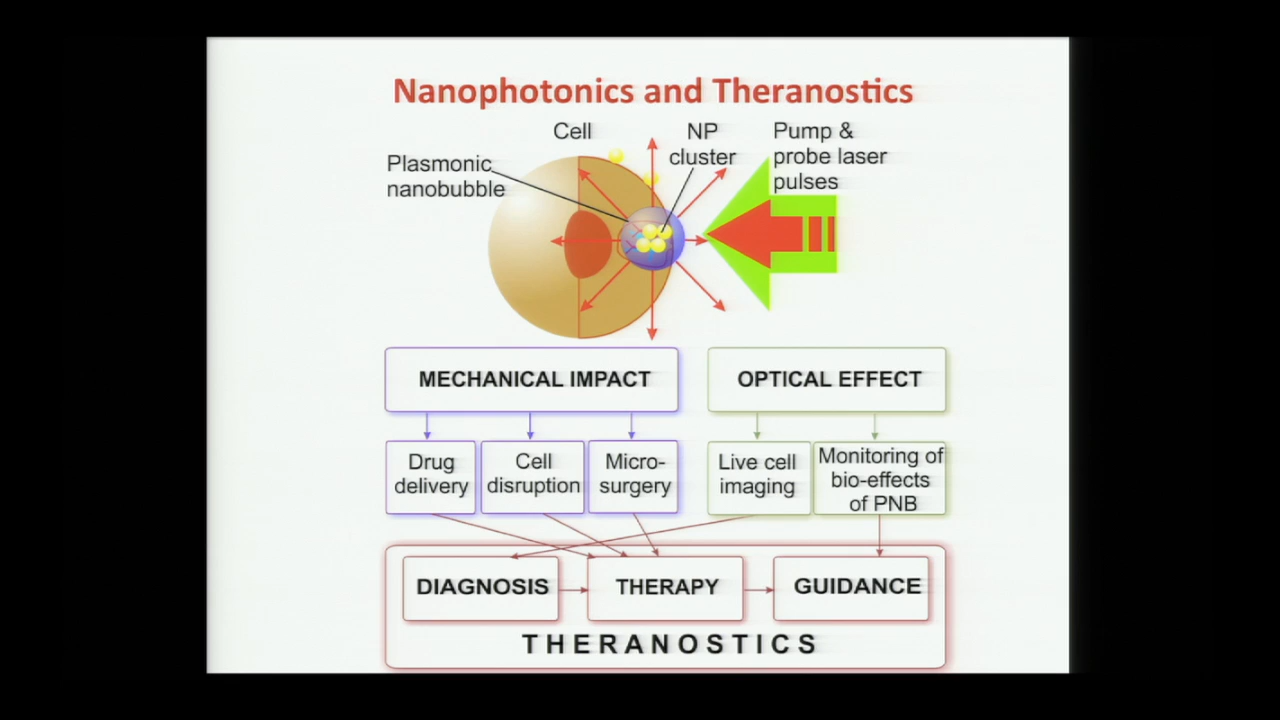 Nanophotonics and Theranostics
Cell
NP
cluster
Pump &
probe laser
pulses
Plasmonic
nanobubble
MECHANICAL IMPACT
OPTICAL EFFECT
Drug
delivery
Cell
disruption
Micro-
surgery
Live cell
imaging
Monitoring of
bio-effects
of PNB
DIAGNOSIS
THERAPY
GUIDANCE
THERANOSTICS